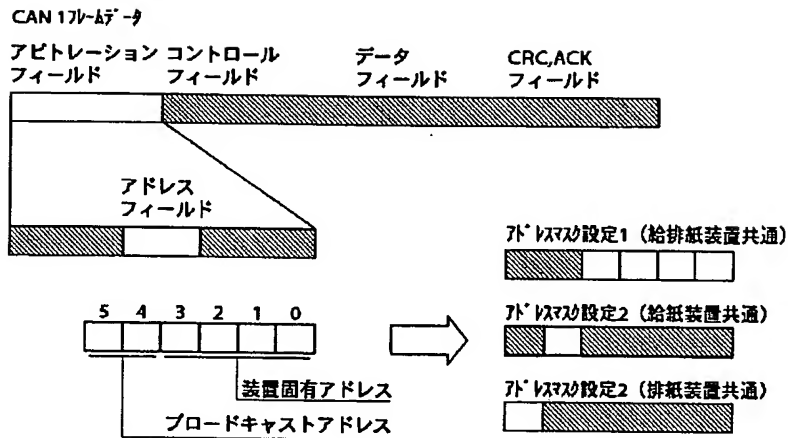 CAN 1フレームデータ
アビトレーション
フィールド
コントロール
フィールド
データ
フィールド
CRC,ACK
フィールド
アドレス
フィールド
5 4 3 2 1 0
装置固有アドレス
ブロードキャストアドレス
アドレスマスク設定1（給排紙装置共通）
アドレスマスク設定2（給紙装置共通）
アドレスマスク設定2（排紙装置共通）